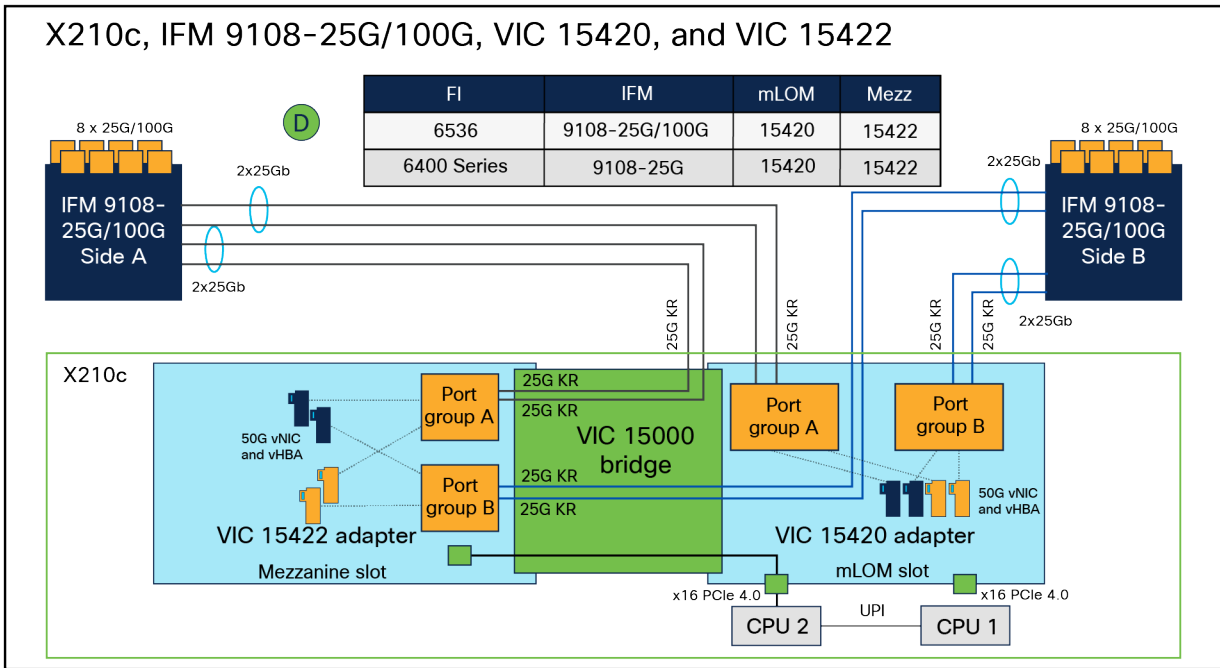 X210c, IFM 9108-25G/100G, VIC 15420, and VIC 15422
D
FI IFM mLOM Mezz
6536 9108-25G/100G 15420 15422
6400 Series 9108-25G 15420 15422
8 x 25G/100G
IFM 9108-
25G/100G
Side A
2x25Gb
2x25Gb
8 x 25G/100G
IFM 9108-
25G/100G
Side B
2x25Gb
2x25Gb
25G KR
25G KR
25G KR
25G KR
X210c
Port
group A
50G vNIC
and vHBA
Port
group B
VIC 15422 adapter
Mezzanine slot
25G KR
25G KR
VIC 15000
bridge
25G KR
25G KR
Port
group A
Port
group B
50G vNIC
and vHBA
VIC 15420 adapter
mLOM slot
x16 PCIe 4.0
x16 PCIe 4.0
CPU 2
UPI
CPU 1